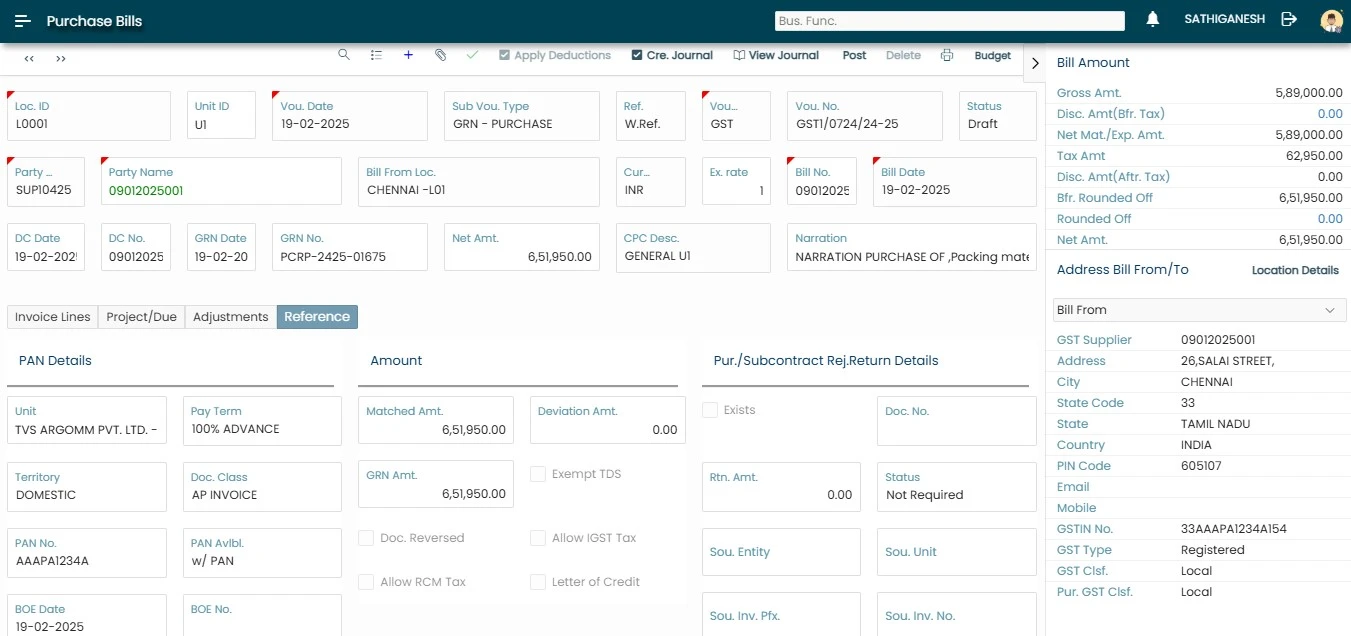 Purchase Bills
Bus. Func.
SATHIGANESH
<< >>
Apply Deductions Cre. Journal View Journal Post Delete Budget
Loc. ID Unit ID Vou. Date Sub Vou. Type Ref. Vou... Vou. No. Status
L0001 U1 19-02-2025 GRN - PURCHASE W.Ref. GST GST1/0724/24-25 Draft
Party ... Party Name Bill From Loc. Cur... Ex. rate Bill No. Bill Date
SUP10425 09012025001 CHENNAI -L01 INR 1 09012025 19-02-2025
DC Date DC No. GRN Date GRN No. Net Amt. CPC Desc. Narration
19-02-202 09012025 19-02-20 PCRP-2425-01675 6,51,950.00 GENERAL U1 NARRATION PURCHASE OF ,Packing mate
Invoice Lines Project/Due Adjustments Reference
PAN Details
Unit Pay Term
TVS ARGOMM PVT. LTD. - 100% ADVANCE
Territory Doc. Class
DOMESTIC AP INVOICE
PAN No. PAN Avlbl.
AAAPA1234A w/ PAN
BOE Date BOE No.
19-02-2025
Amount
Matched Amt. Deviation Amt.
6,51,950.00 0.00
GRN Amt. Exempt TDS
6,51,950.00
Doc. Reversed Allow IGST Tax
Allow RCM Tax Letter of Credit
Pur./Subcontract Rej.Return Details
Exists Doc. No.
Rtn. Amt. Status
0.00 Not Required
Sou. Entity Sou. Unit
Sou. Inv. Pfx. Sou. Inv. No.
Bill Amount
Gross Amt. 5,89,000.00
Disc. Amt(Bfr. Tax) 0.00
Net Mat./Exp. Amt. 5,89,000.00
Tax Amt 62,950.00
Disc. Amt(Aftr. Tax) 0.00
Bfr. Rounded Off 6,51,950.00
Rounded Off 0.00
Net Amt. 6,51,950.00
Address Bill From/To Location Details
Bill From
GST Supplier 09012025001
Address 26,SALAI STREET,
City CHENNAI
State Code 33
State TAMIL NADU
Country INDIA
PIN Code 605107
Email
Mobile
GSTIN No. 33AAAPA1234A154
GST Type Registered
GST Clsf. Local
Pur. GST Clsf. Local